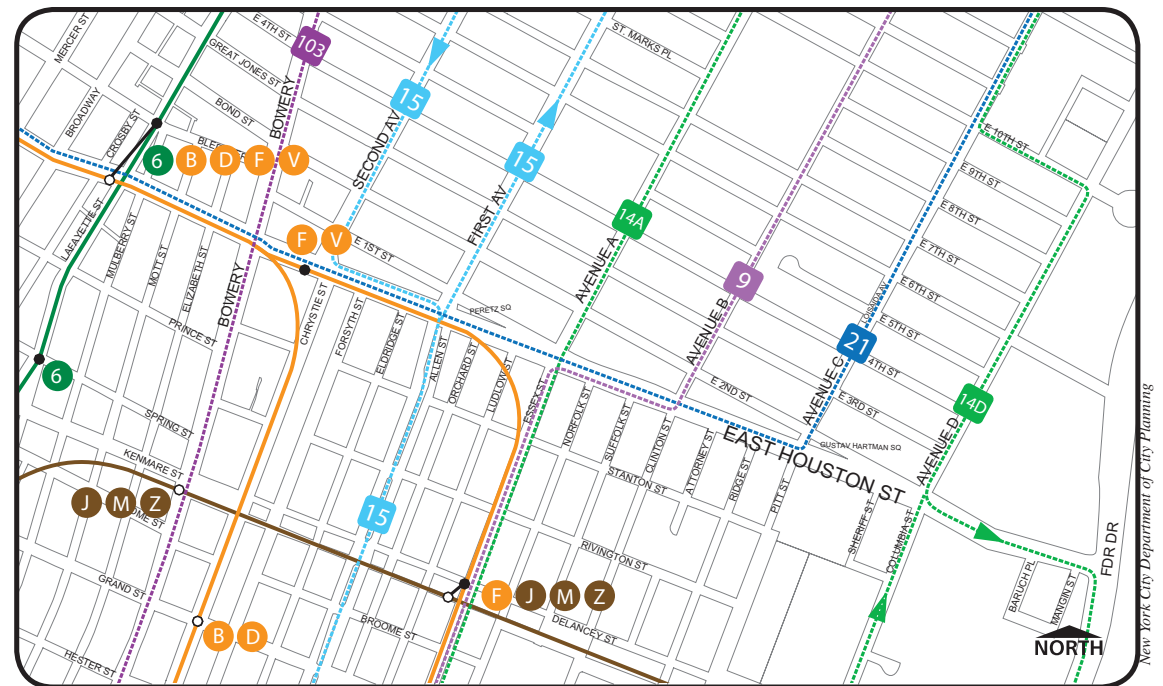 MERCER ST
BROADWAY
CROSBY ST
E 4TH ST
GREAT JONES ST
BOND ST
103
BOWERY
15
SECOND AV
15
FIRST AV
ST. MARKS PL
14A
AVENUE A
9
AVENUE B
E 10TH ST
E 9TH ST
E 8TH ST
E 7TH ST
E 6TH ST
E 5TH ST
4TH ST
E 3RD ST
E 2ND ST
E 1ST ST
21
AVENUE C
14D
AVENUE D
6 B D F V
F V
LAFAYETTE ST
MULBERRY ST
MOTT ST
ELIZABETH ST
BOWERY
PRINCE ST
CHRYSTIE ST
FORSYTH ST
ELDRIDGE ST
ALLEN ST
ORCHARD ST
LUDLOW ST
ESSEX ST
PERETZ SQ
NORFOLK ST
SUFFOLK ST
CLINTON ST
ATTORNEY ST
RIDGE ST
PITT ST
EAST HOUSTON ST
GUSTAV HARTMAN SQ
SHERIFF ST
COLUMBIA ST
BARUCH PL
MANGIN ST
FDR DR
6
SPRING ST
KENMARE ST
J M Z
OME ST
GRAND ST
HESTER ST
B D
15
BROOME ST
F J M Z
STANTON ST
RIVINGTON ST
DELANCEY ST
NORTH
New York City Department of City Planning